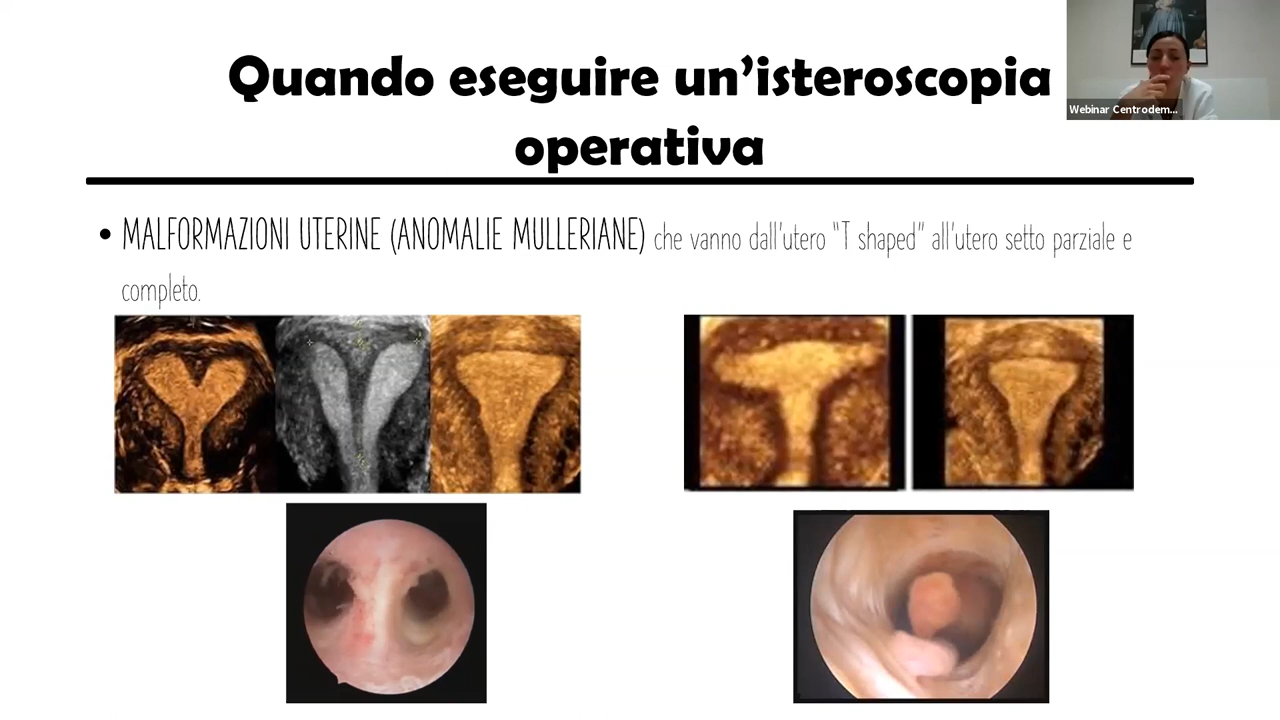 Quando eseguire un’isteroscopia
operativa
Webinar Centrodem...
• MALFORMAZIONI UTERINE (ANOMALIE MULLERIANE) che vanno dall’utero “T shaped” all’utero setto parziale e
completo.